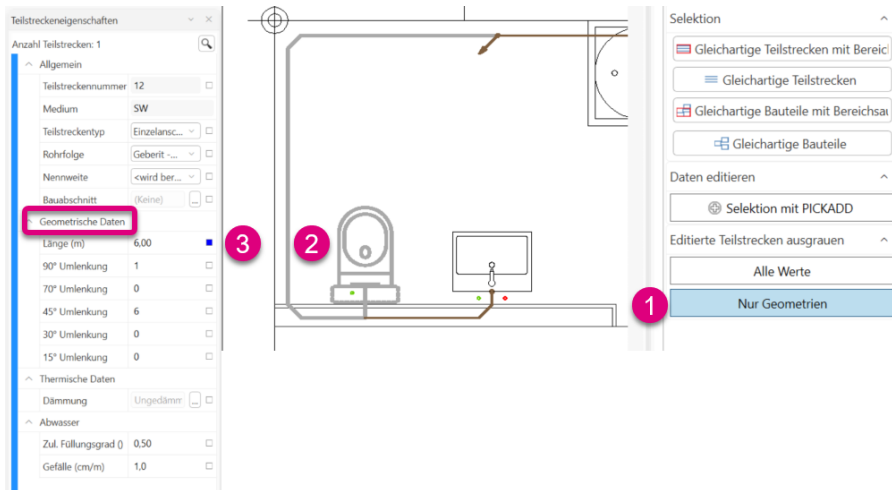 Teilstreckeneigenschaften
Anzahl Teilstrecken: 1
Allgemein
Teilstreckennummer 12
Medium SW
Teilstreckentyp Einzelansc...
Rohrfolge Geberit -...
Nennweite <wird ber...
Bauabschnitt (Keine) ...
Geometrische Daten
Länge (m) 6,00
90° Umlenkung 1
70° Umlenkung 0
45° Umlenkung 6
30° Umlenkung 0
15° Umlenkung 0
Thermische Daten
Dämmung Ungedämm ...
Abwasser
Zul. Füllungsgrad () 0,50
Gefälle (cm/m) 1,0
3
2
1
Selektion
Gleichartige Teilstrecken mit Bereic
Gleichartige Teilstrecken
Gleichartige Bauteile mit Bereichsau
Gleichartige Bauteile
Daten editieren
Selektion mit PICKADD
Editierte Teilstrecken ausgrauen
Alle Werte
Nur Geometrien